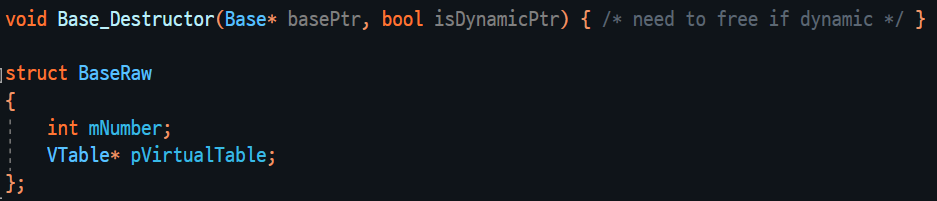 void Base_Destructor(Base* basePtr, bool isDynamicPtr) { /* need to free if dynamic */ }
struct BaseRaw
{
int mNumber;
VTable* pVirtualTable;
};